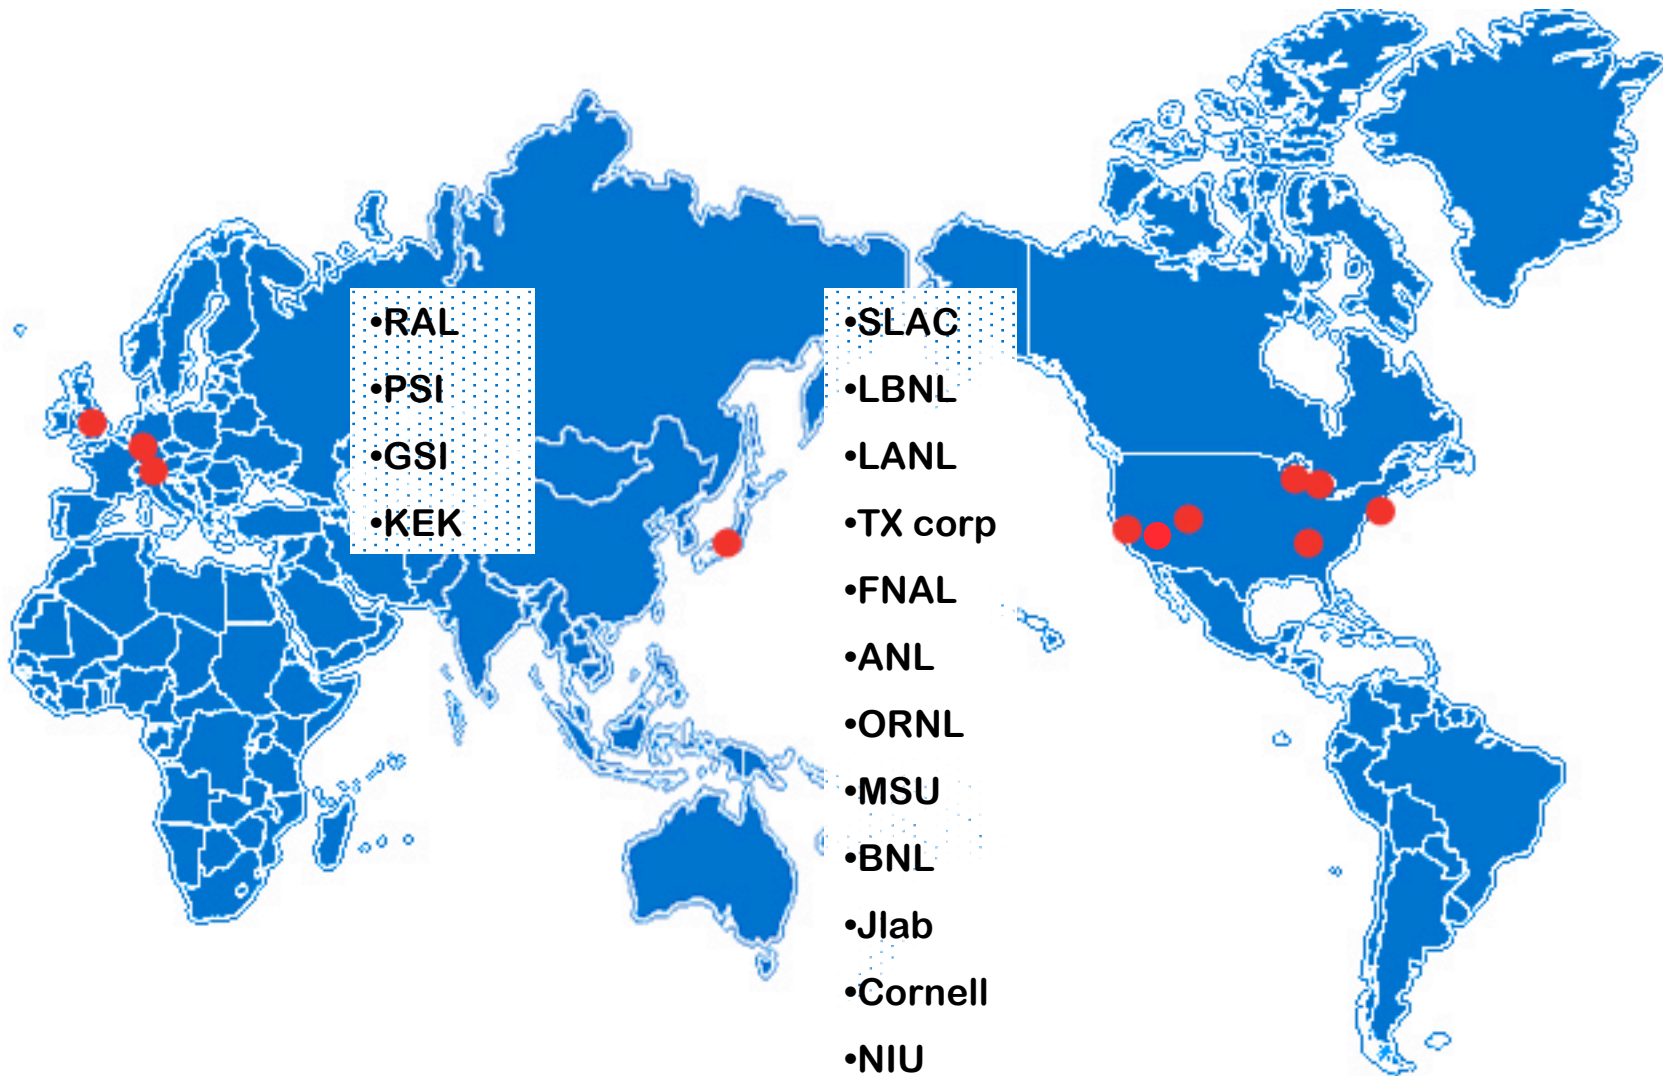 •RAL
•PSI
•GSI
•KEK
•SLAC
•LBNL
•LANL
•TX corp
•FNAL
•ANL
•ORNL
•MSU
•BNL
•Jlab
•Cornell
•NIU